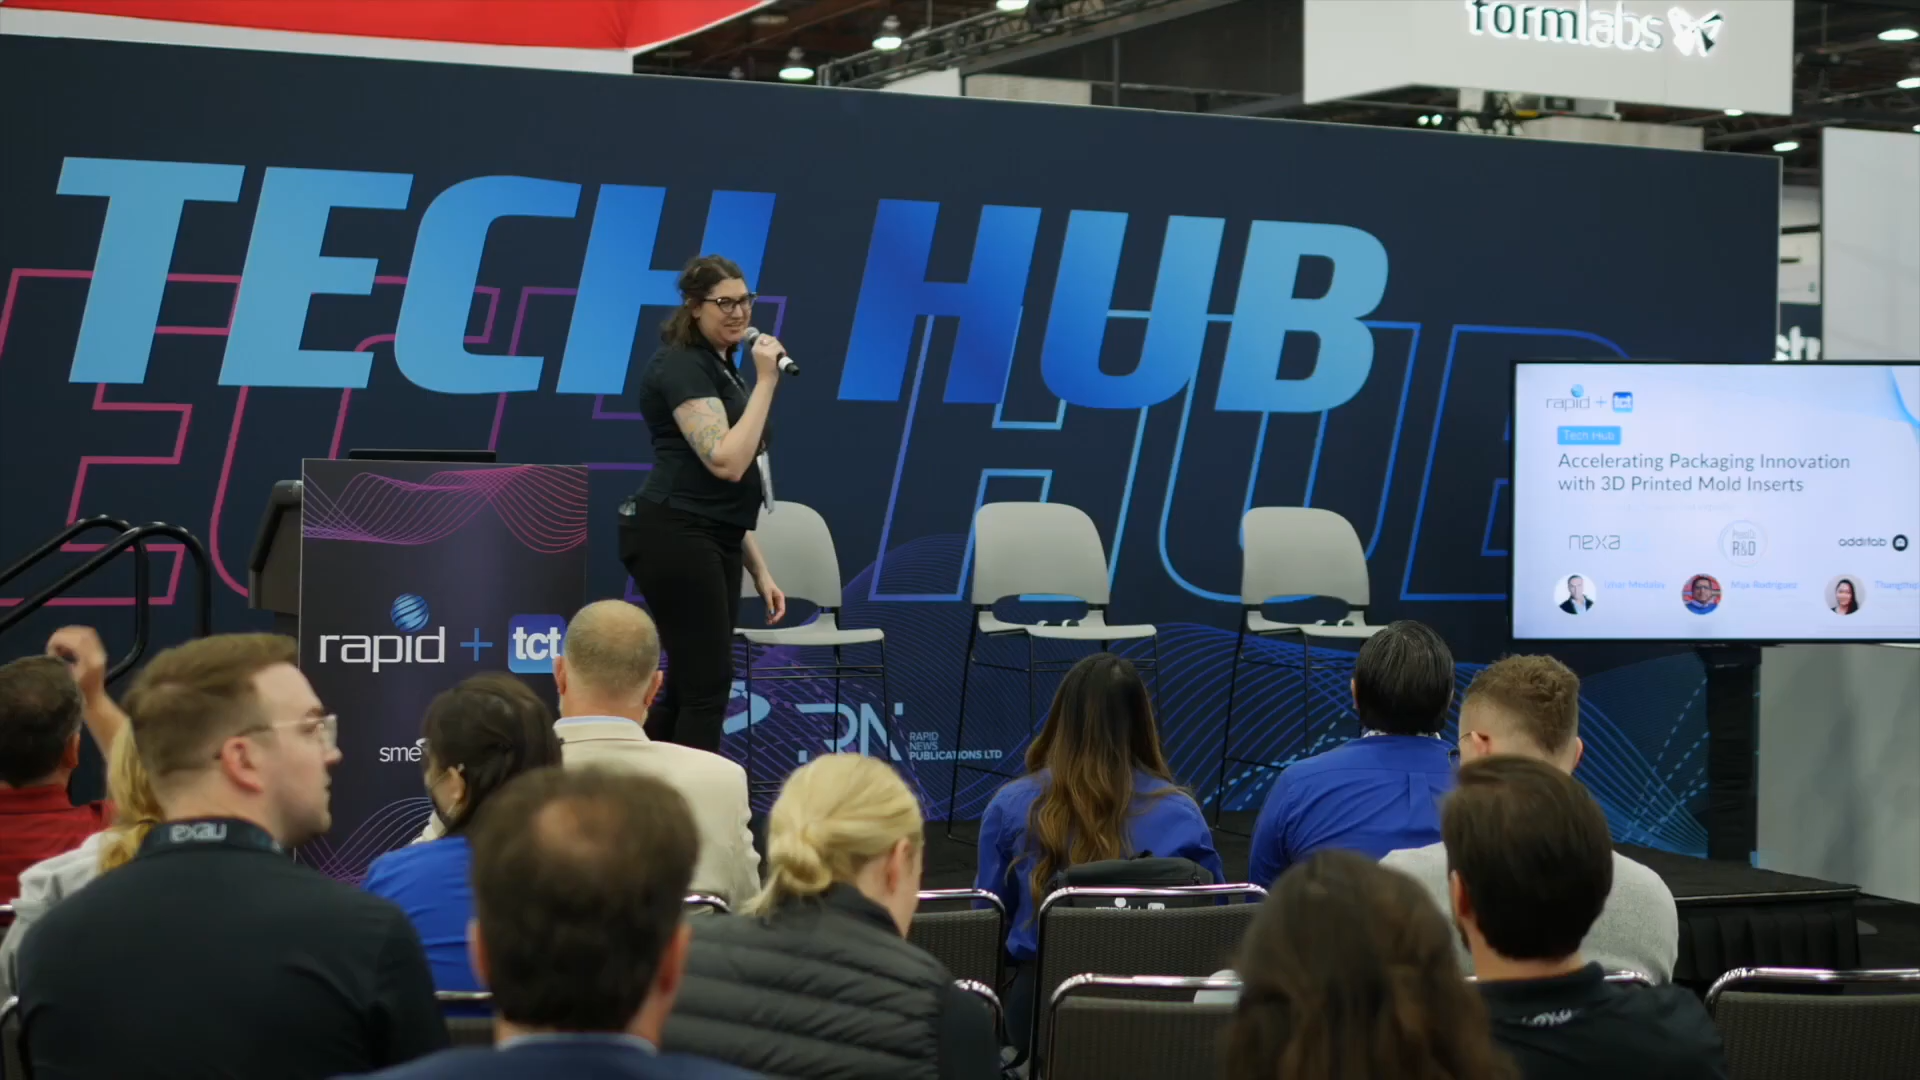 formlabs
TECH HUB
rapid + tct
Tech Hub
Accelerating Packaging Innovation
with 3D Printed Mold Inserts
nexa
R&D
addifab
rapid + tct
sme
RAPID
NEWS
PUBLICATIONS LTD
nexa